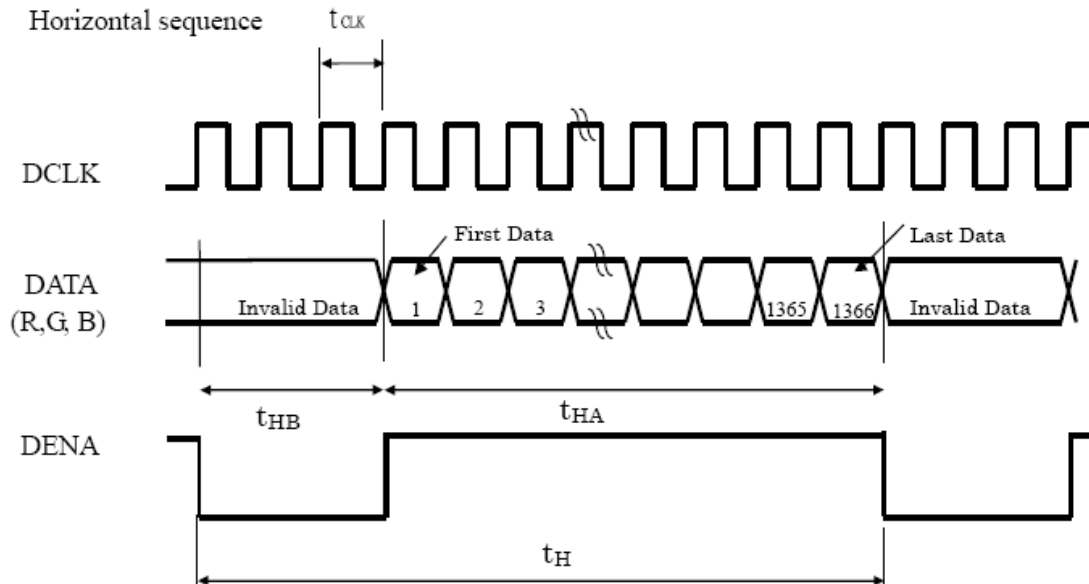 Horizontal sequence
tCLK
DCLK
First Data
Last Data
DATA
(R,G, B)
Invalid Data
1
2
3
1365
1366
Invalid Data
tHB
tHA
DENA
tH